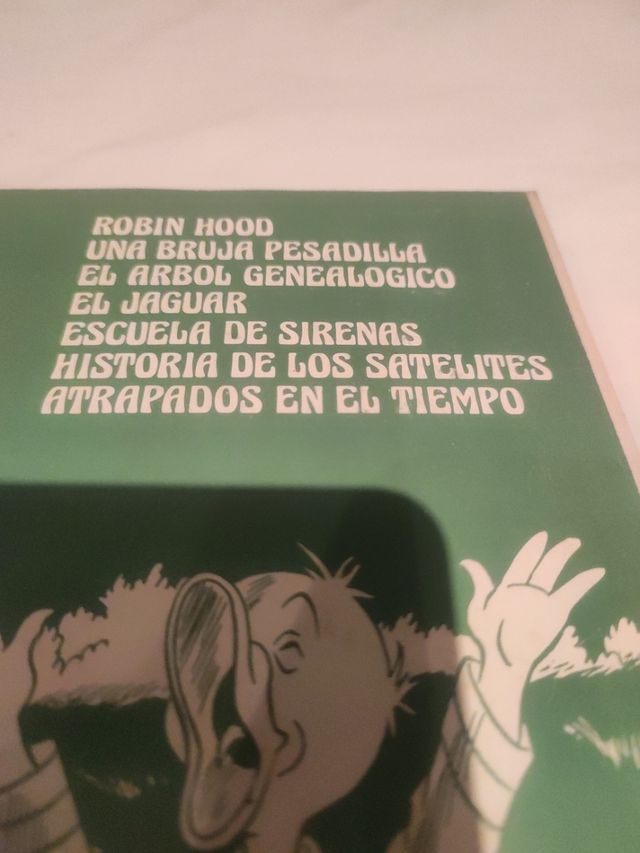 ROBIN HOOD
UNA BRUJA PESADILLA
EL ARBOL GENEALOGICO
EL JAGUAR
ESCUELA DE SIRENAS
HISTORIA DE LOS SATELITES
ATRAPADOS EN EL TIEMPO